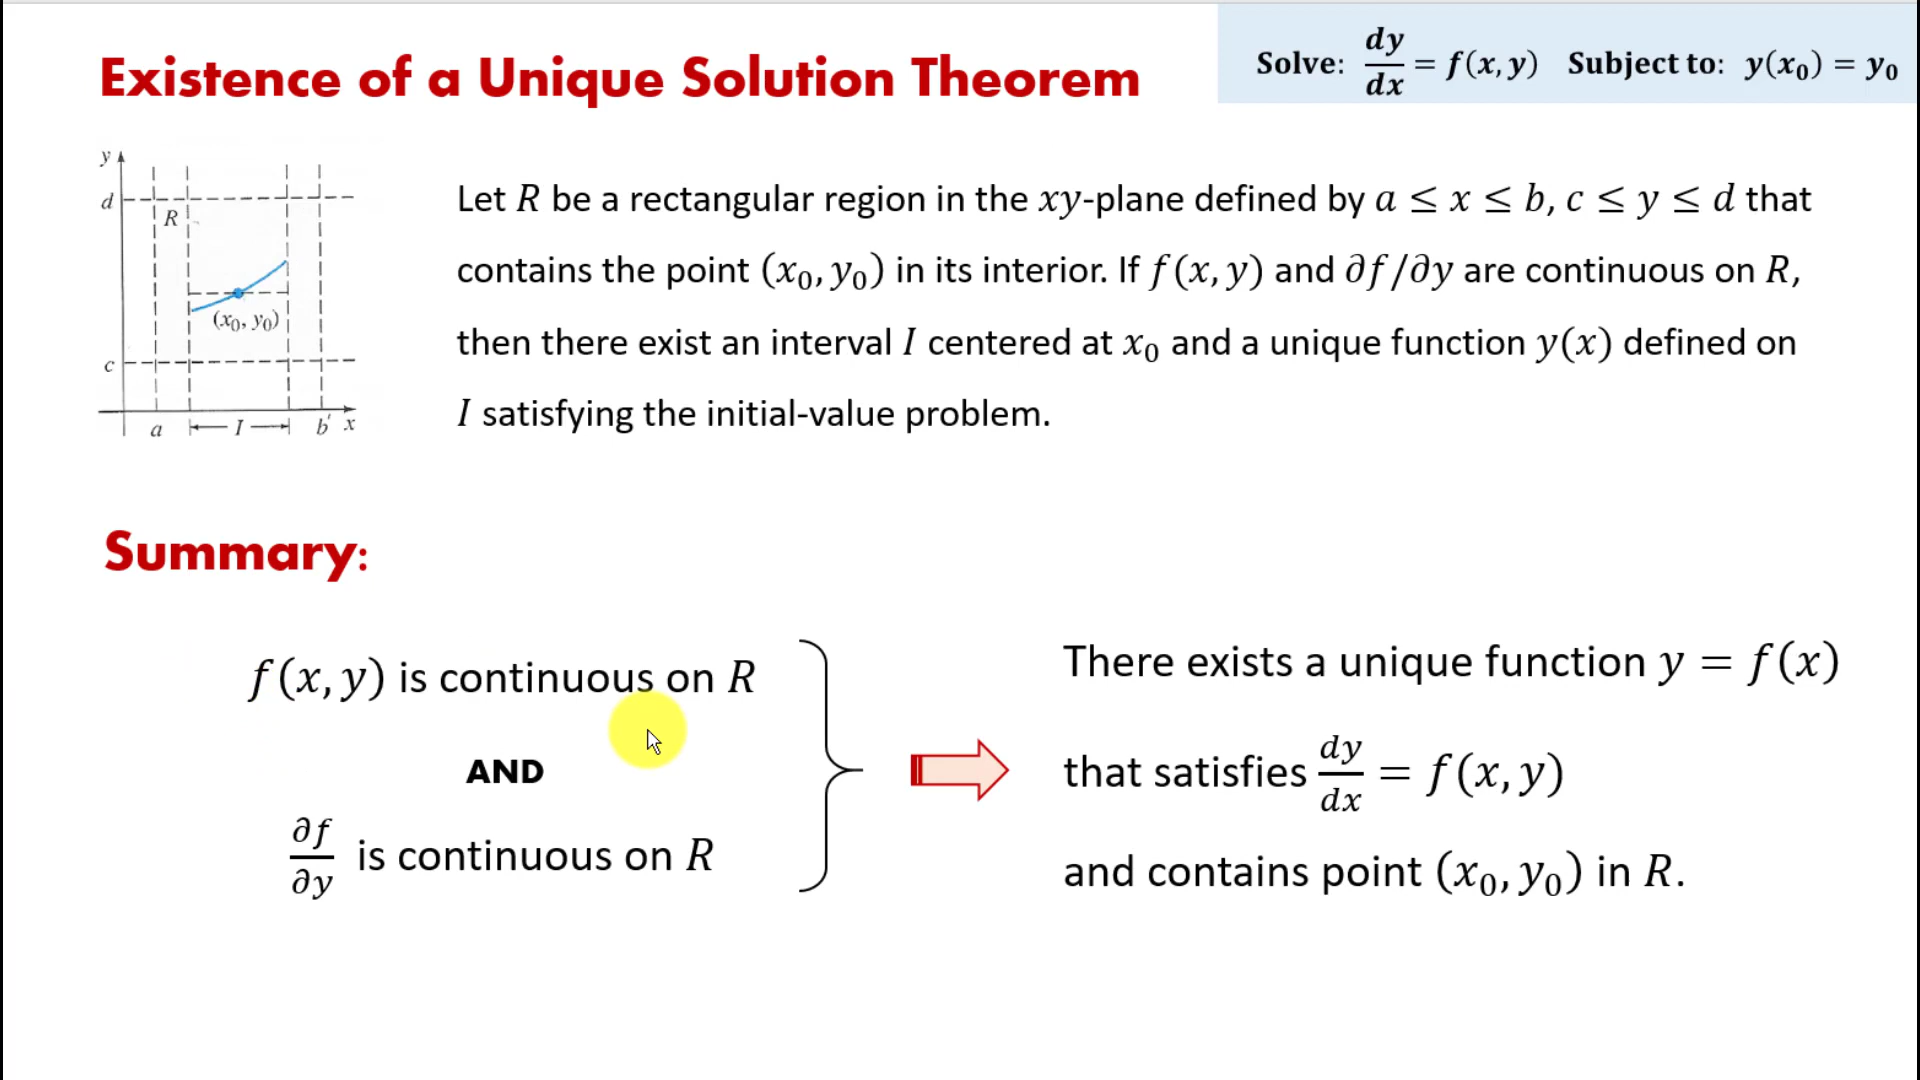 Existence of a Unique Solution Theorem
Solve: dy/dx = f(x, y) Subject to: y(x₀) = y₀
y
d
R
(x₀, y₀)
c
a
I
b
x
Let R be a rectangular region in the xy-plane defined by a ≤ x ≤ b, c ≤ y ≤ d that
contains the point (x₀, y₀) in its interior. If f(x, y) and ∂f/∂y are continuous on R,
then there exist an interval I centered at x₀ and a unique function y(x) defined on
I satisfying the initial-value problem.
Summary:
f(x, y) is continuous on R
AND
∂f/∂y is continuous on R
There exists a unique function y = f(x)
that satisfies dy/dx = f(x, y)
and contains point (x₀, y₀) in R.